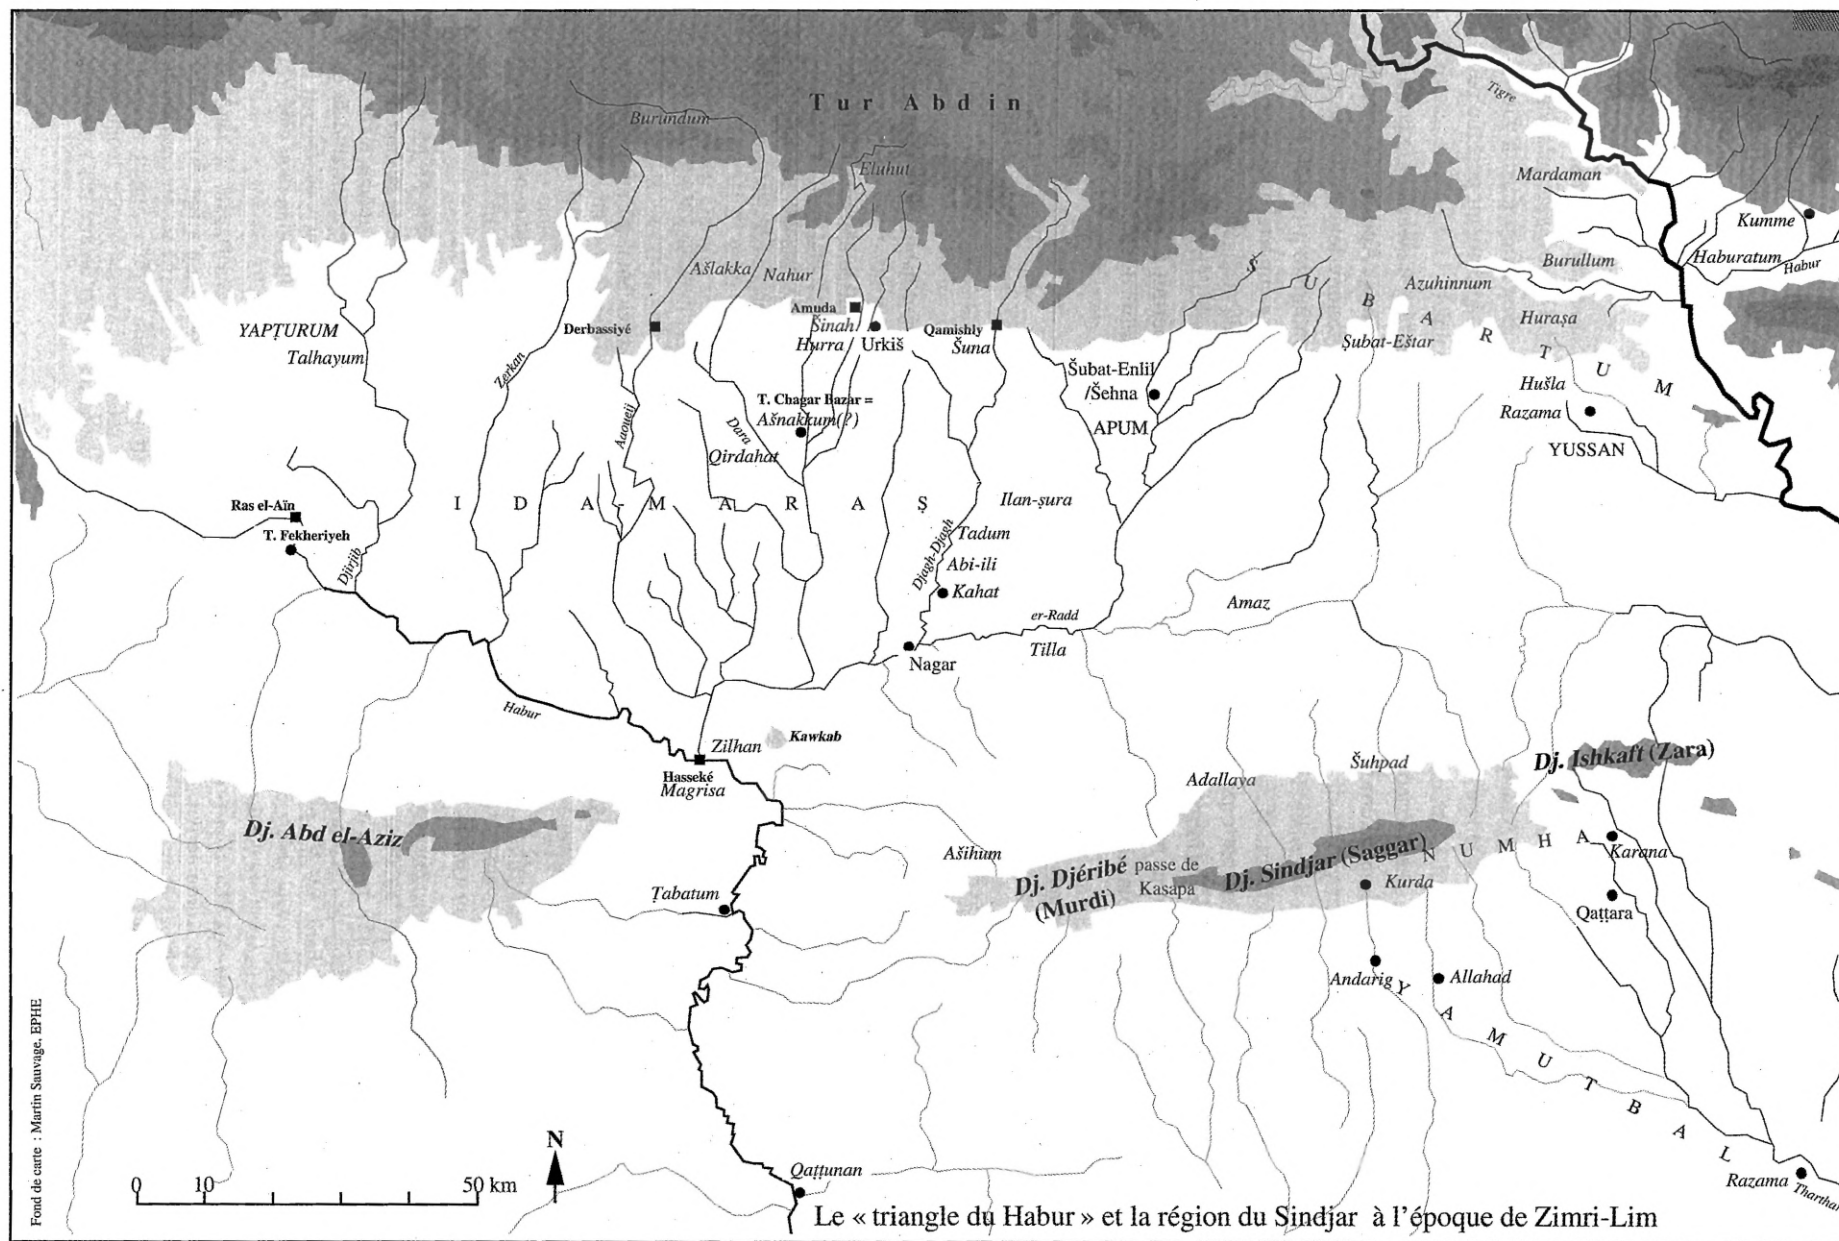 Tur Abdin
Tigre
Burundum
Eluhut
Mardaman
Kumme
Haburatum
Habur
Burullum
Ašlakka
Nahur
Š U B A R T U M
Azuhinnum
Amuda
Šinah
Hurra
Urkiš
Huraṣa
YAPṬURUM
Talhayum
Derbassiyé
Qamishly
Šuna
Ṣubat-Eštar
Zerkan
Šubat-Enlil
/Šehna
Hušla
Razama
T. Chagar Bazar =
Ašnakkum(?)
Aaoueij
Dara
APUM
YUSSAN
Qirdahat
I D A M A R A Ṣ
Ilan-ṣura
Ras el-Aïn
T. Fekheriyeh
Djirjib
Djagh-Djagh
Tadum
Abi-ili
Kahat
Amaz
er-Radd
Tilla
Nagar
Habur
Zilhan
Kawkab
Hasseké
Magrisa
Dj. Ishkaft (Zara)
Šuhpad
Adallaya
Dj. Abd el-Aziz
N U M H A
Karana
Ašihum
Dj. Djéribé
(Murdi)
passe de
Kasapa
Dj. Sindjar (Saggar)
Kurda
Ṭabatum
Qaṭṭara
Andarig
Allahad
Y A M U T B A L
Fond de carte : Martin Sauvage, EPHE
N
0 10 50 km
Qaṭṭunan
Razama
Tharthar
Le « triangle du Habur » et la région du Sindjar à l’époque de Zimri-Lim